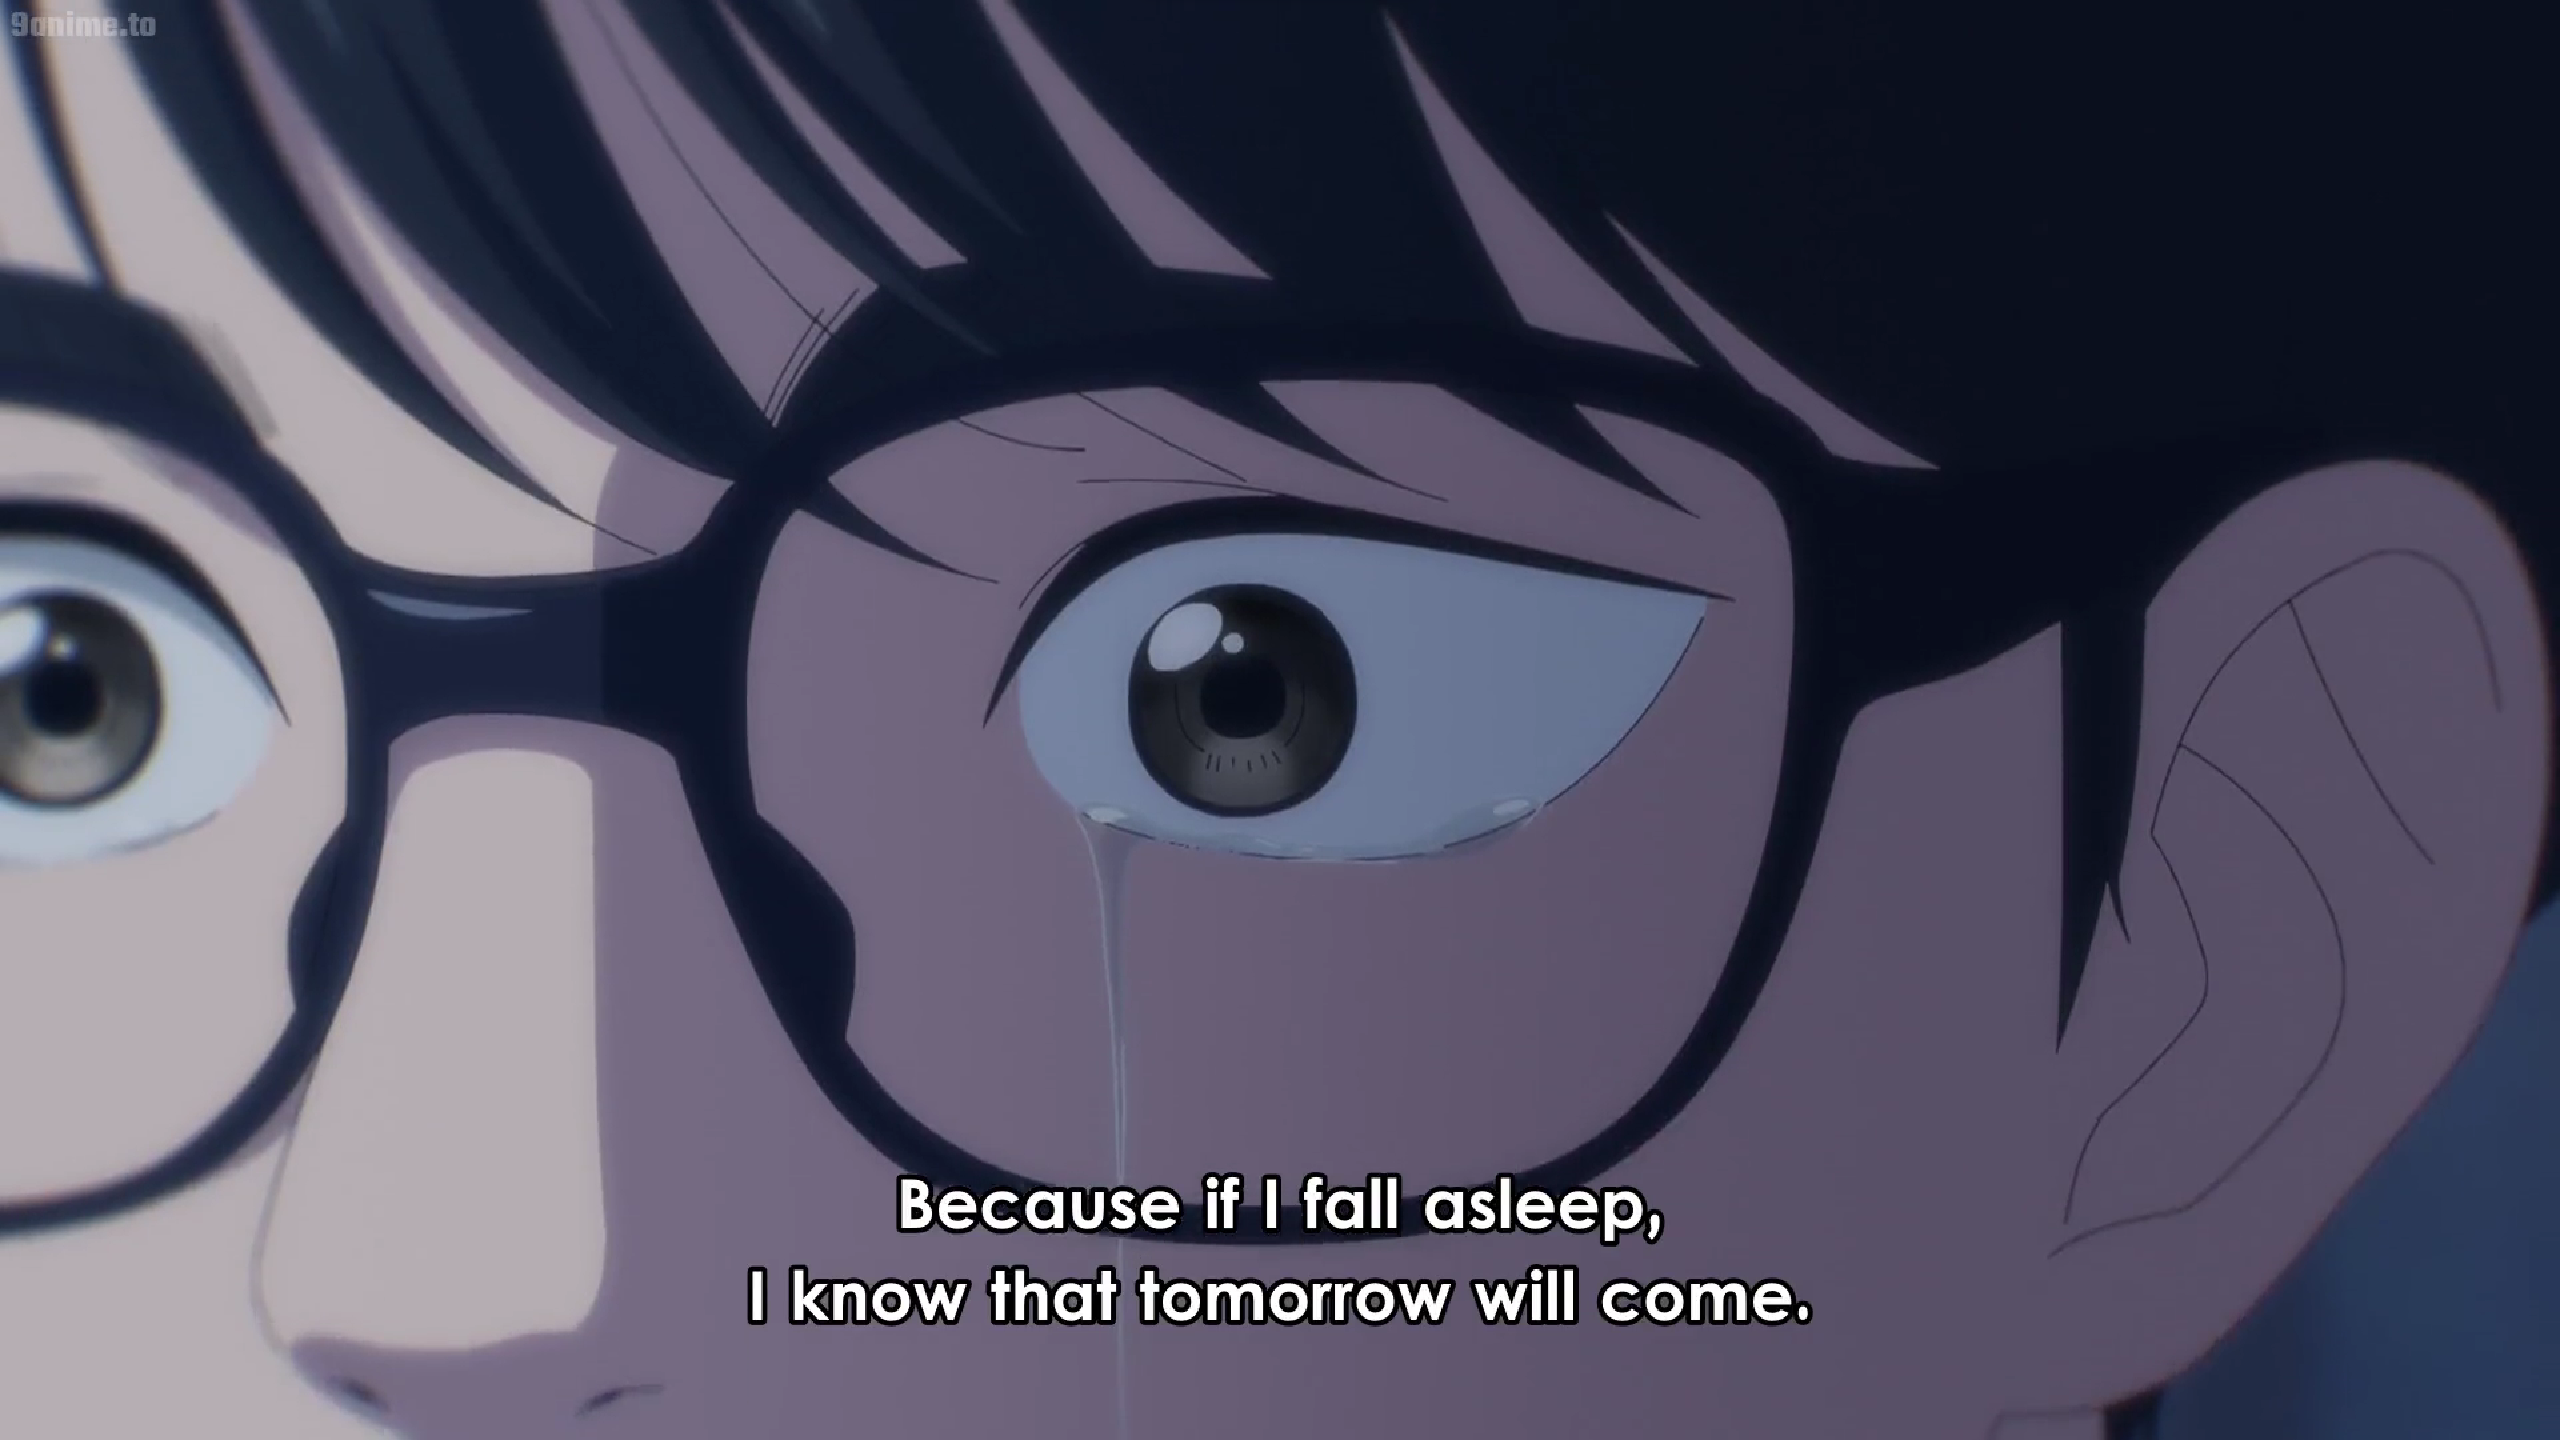 9anime.to
Because if I fall asleep,
I know that tomorrow will come.